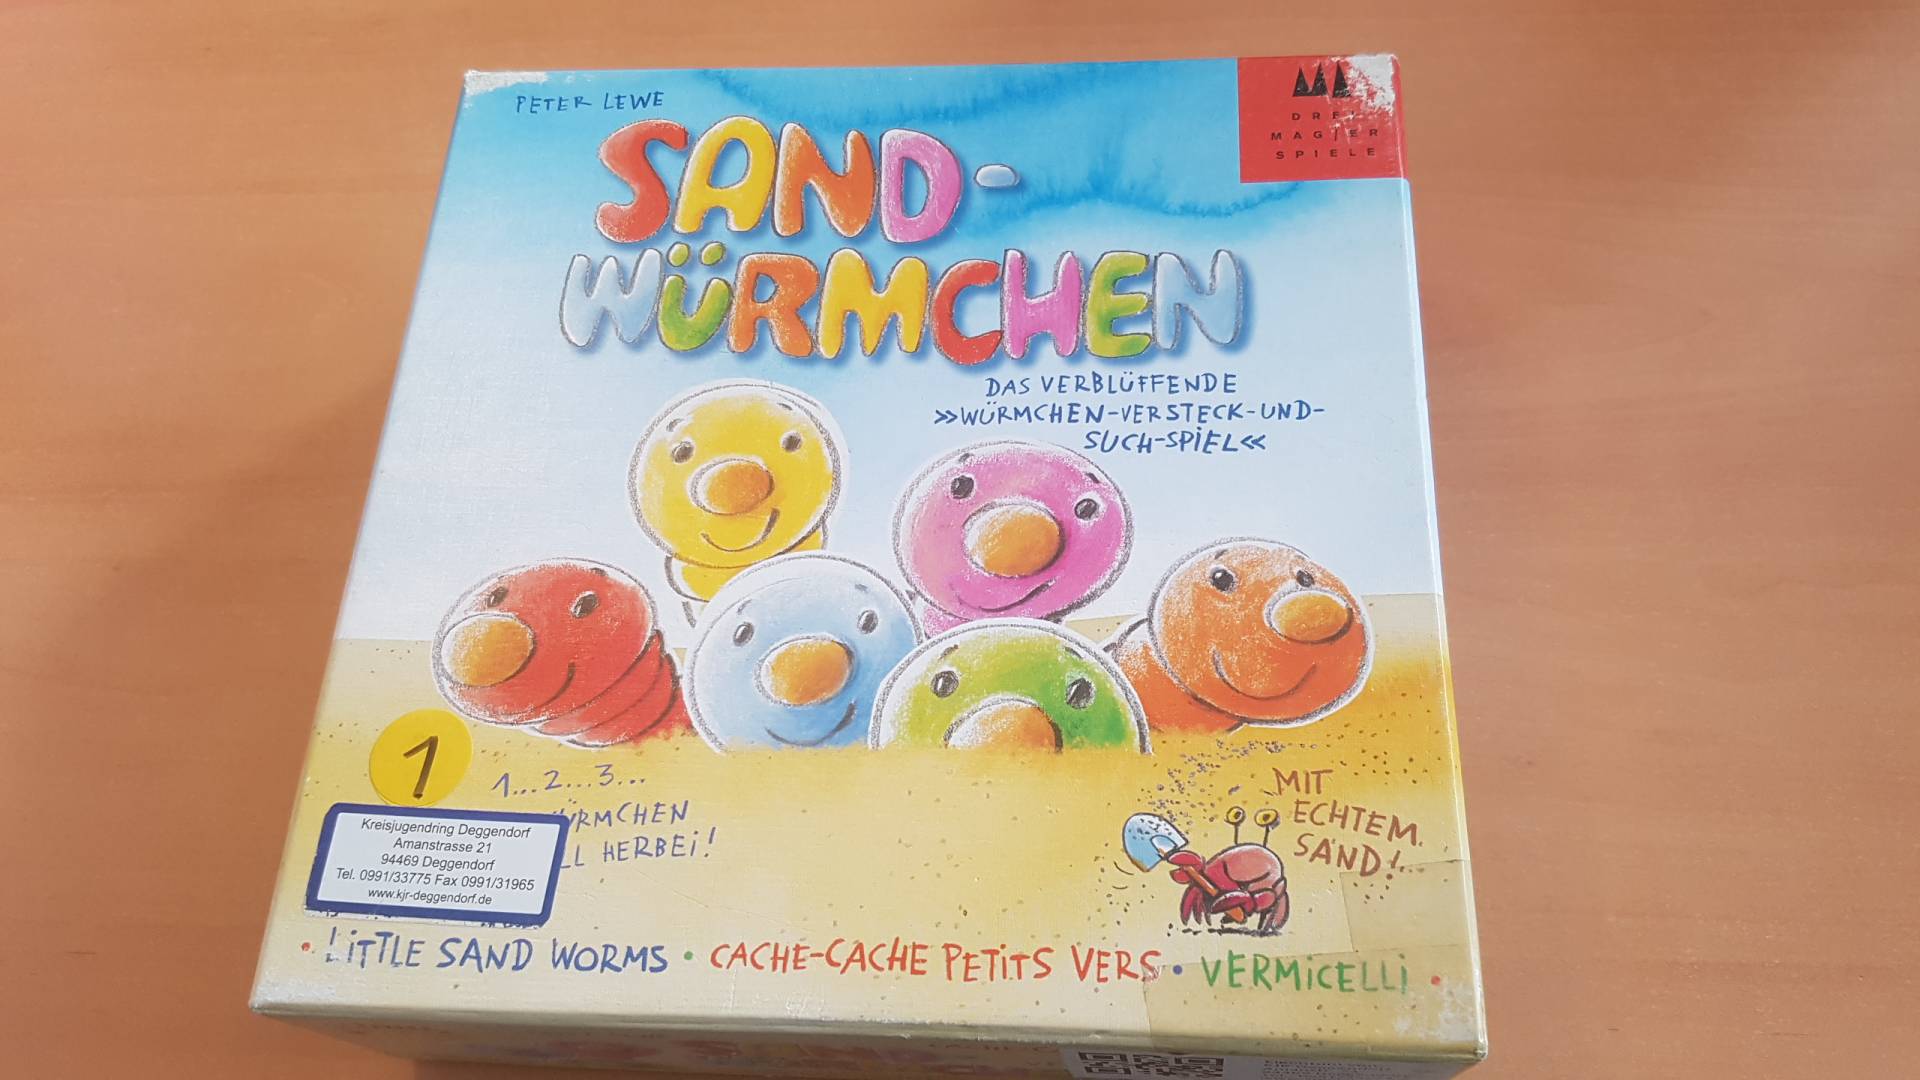 PETER LEWE
DREI
MAGIER
SPIELE
SAND-
WÜRMCHEN
DAS VERBLÜFFENDE
»WÜRMCHEN-VERSTECK-UND-
SUCH-SPIEL«
1
1...2...3...
ÜRMCHEN
LL HERBEI!
MIT
ECHTEM
SAND!
Kreisjugendring Deggendorf
Amanstrasse 21
94469 Deggendorf
Tel. 0991/33775 Fax 0991/31965
www.kjr-deggendorf.de
• LITTLE SAND WORMS • CACHE-CACHE PETITS VERS • VERMICELLI •